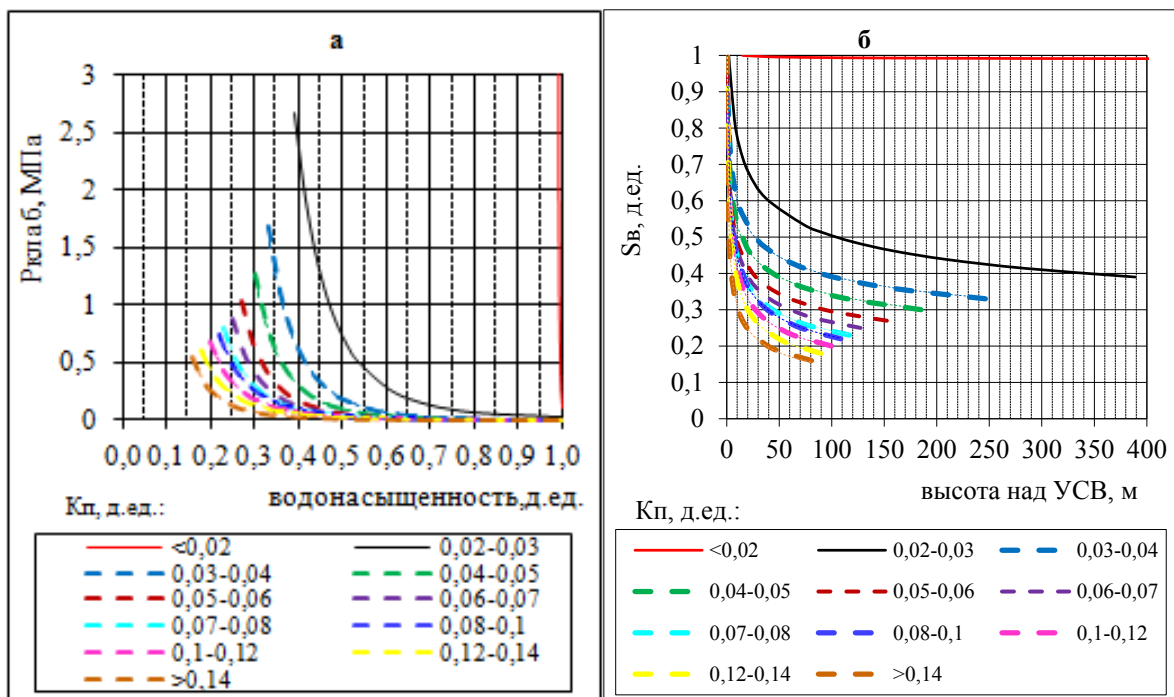 а
3
2,5
2
1,5
1
0,5
0
Рклаб, МПа
0,0 0,1 0,2 0,3 0,4 0,5 0,6 0,7 0,8 0,9 1,0
водонасыщенность,д.ед.
Кп, д.ед.:
<0,02 0,02-0,03
0,03-0,04 0,04-0,05
0,05-0,06 0,06-0,07
0,07-0,08 0,08-0,1
0,1-0,12 0,12-0,14
>0,14
б
1
0,9
0,8
0,7
0,6
0,5
0,4
0,3
0,2
0,1
0
Sв, д.ед.
0 50 100 150 200 250 300 350 400
высота над УСВ, м
Кп, д.ед.:
<0,02 0,02-0,03 0,03-0,04
0,04-0,05 0,05-0,06 0,06-0,07
0,07-0,08 0,08-0,1 0,1-0,12
0,12-0,14 >0,14